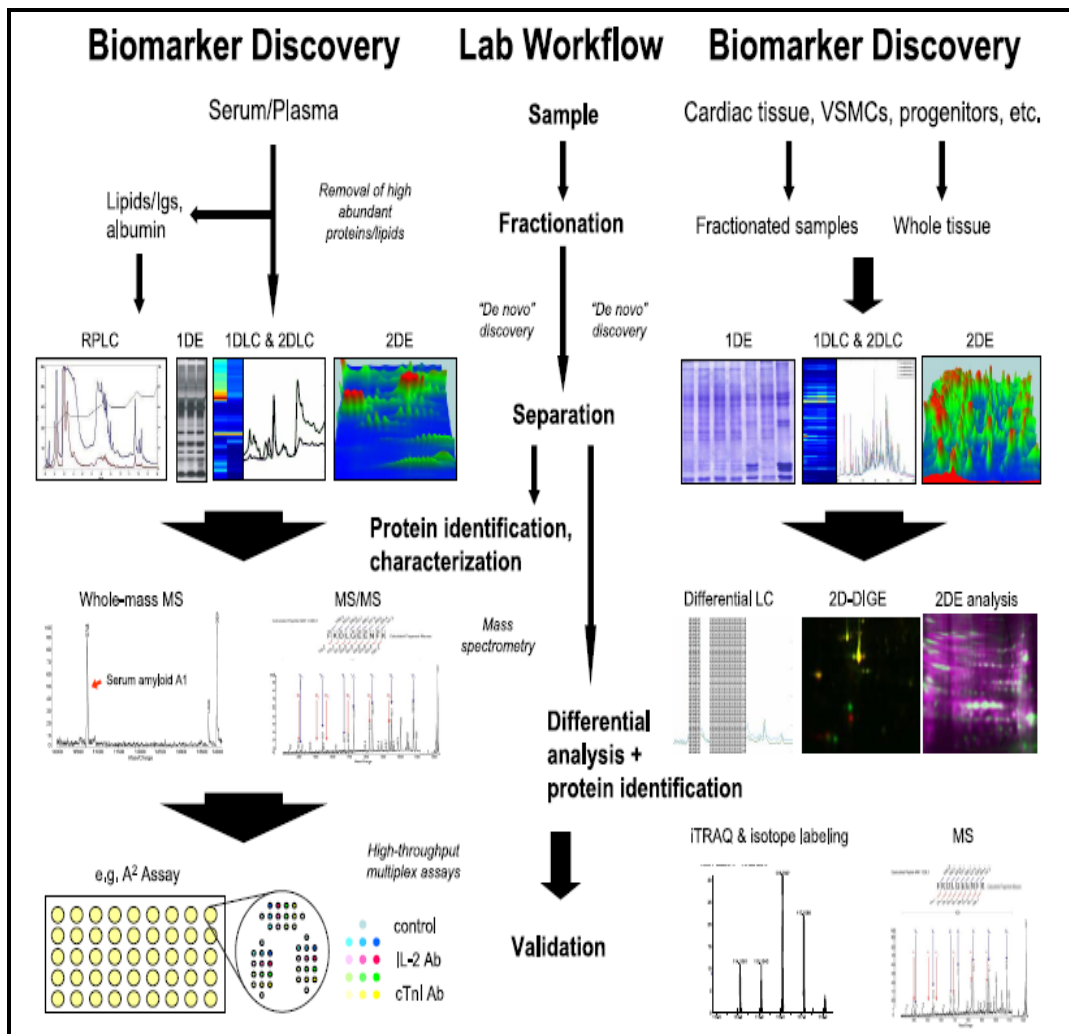 Biomarker Discovery
Lab Workflow
Biomarker Discovery
Serum/Plasma
Sample
Cardiac tissue, VSMCs, progenitors, etc.
Lipids/Igs,
albumin
Removal of high
abundant
proteins/lipids
Fractionation
Fractionated samples
Whole tissue
"De novo"
discovery
"De novo"
discovery
RPLC
1DE
1DLC & 2DLC
2DE
1DE
1DLC & 2DLC
2DE
Separation
Protein identification,
characterization
Whole-mass MS
MS/MS
Mass
spectrometry
Differential LC
2D-DIGE
2DE analysis
Serum amyloid A1
Differential
analysis +
protein identification
iTRAQ & isotope labeling
MS
e.g. A² Assay
High-throughput
multiplex assays
control
IL-2 Ab
cTnI Ab
Validation